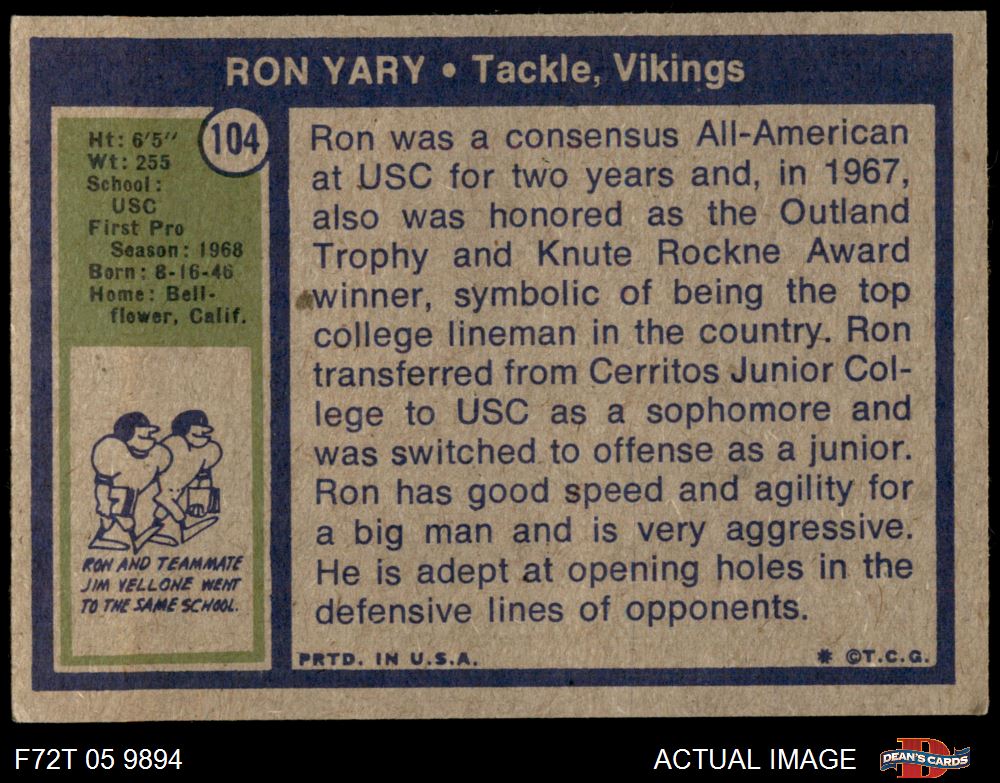 RON YARY • Tackle, Vikings
104
Ht: 6'5"
Wt: 255
School:
USC
First Pro
Season: 1968
Born: 8-16-46
Home: Bell-
flower, Calif.
RON AND TEAMMATE
JIM VELLONE WENT
TO THE SAME SCHOOL.
Ron was a consensus All-American
at USC for two years and, in 1967,
also was honored as the Outland
Trophy and Knute Rockne Award
winner, symbolic of being the top
college lineman in the country. Ron
transferred from Cerritos Junior Col-
lege to USC as a sophomore and
was switched to offense as a junior.
Ron has good speed and agility for
a big man and is very aggressive.
He is adept at opening holes in the
defensive lines of opponents.
PRTD. IN U.S.A.
* ©T.C.G.
F72T 05 9894
ACTUAL IMAGE
D
DEAN'S CARDS